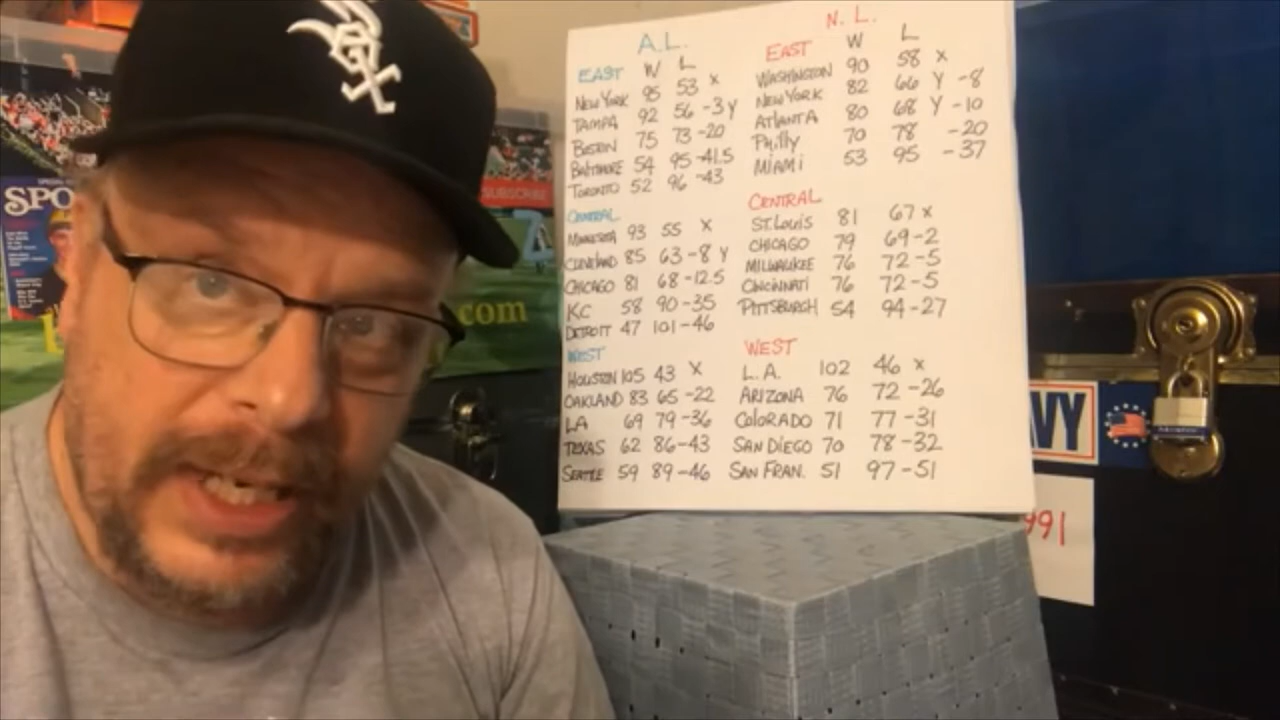 SOX
SPO
SUBSCRIBE
.com
A.L.
EAST W L
NEW YORK 95 53 X
TAMPA 92 56 -3 Y
BOSTON 75 73 -20
BALTIMORE 54 95 -41.5
TORONTO 52 96 -43
CENTRAL
MINNESOTA 93 55 X
CLEVELAND 85 63 -8 Y
CHICAGO 81 68 -12.5
KC 58 90 -35
DETROIT 47 101 -46
WEST
HOUSTON 105 43 X
OAKLAND 83 65 -22
LA 69 79 -36
TEXAS 62 86 -43
SEATTLE 59 89 -46
N.L.
EAST W L
WASHINGTON 90 58 X
NEW YORK 82 66 Y -8
ATLANTA 80 68 Y -10
PHILLY 70 78 -20
MIAMI 53 95 -37
CENTRAL
ST. LOUIS 81 67 X
CHICAGO 79 69 -2
MILWAUKEE 76 72 -5
CINCINNATI 76 72 -5
PITTSBURGH 54 94 -27
WEST
L.A. 102 46 X
ARIZONA 76 72 -26
COLORADO 71 77 -31
SAN DIEGO 70 78 -32
SAN FRAN. 51 97 -51
VY
991